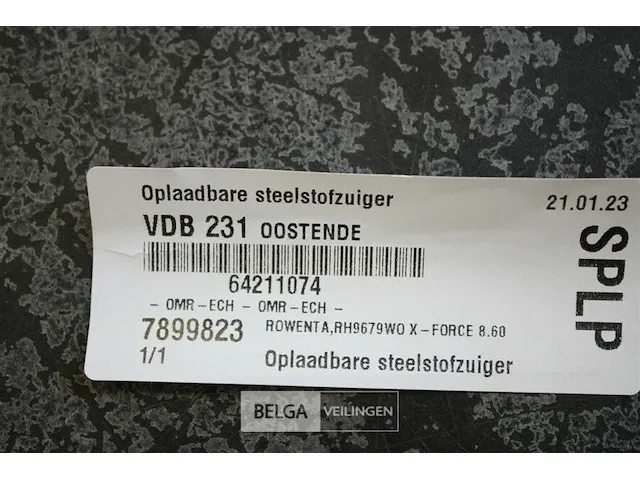 Oplaadbare steelstofzuiger 21.01.23
VDB 231 OOSTENDE
64211074
- OMR-ECH - OMR-ECH -
7899823 ROWENTA,RH9679WO X-FORCE 8.60
1/1 Oplaadbare steelstofzuiger
SPLP
BELGA VEILINGEN